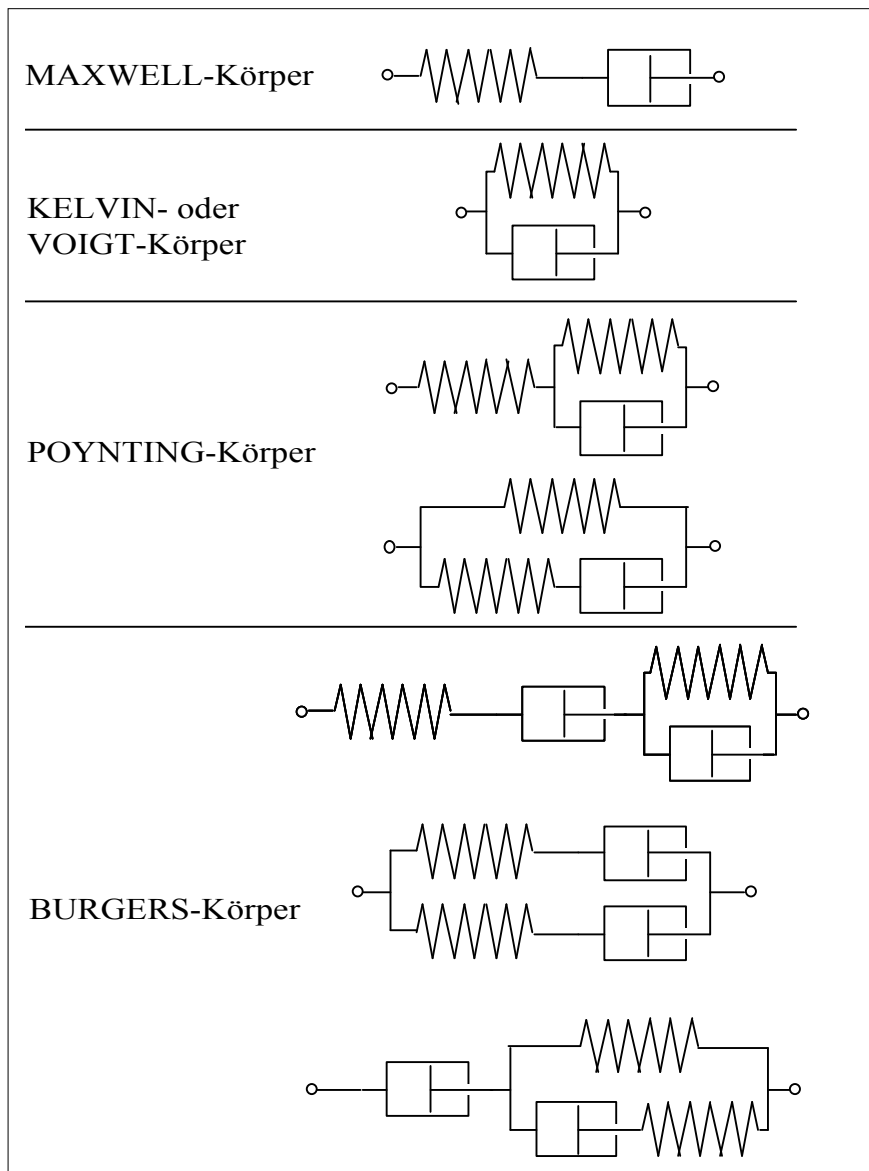 MAXWELL-Körper
KELVIN- oder
VOIGT-Körper
POYNTING-Körper
BURGERS-Körper